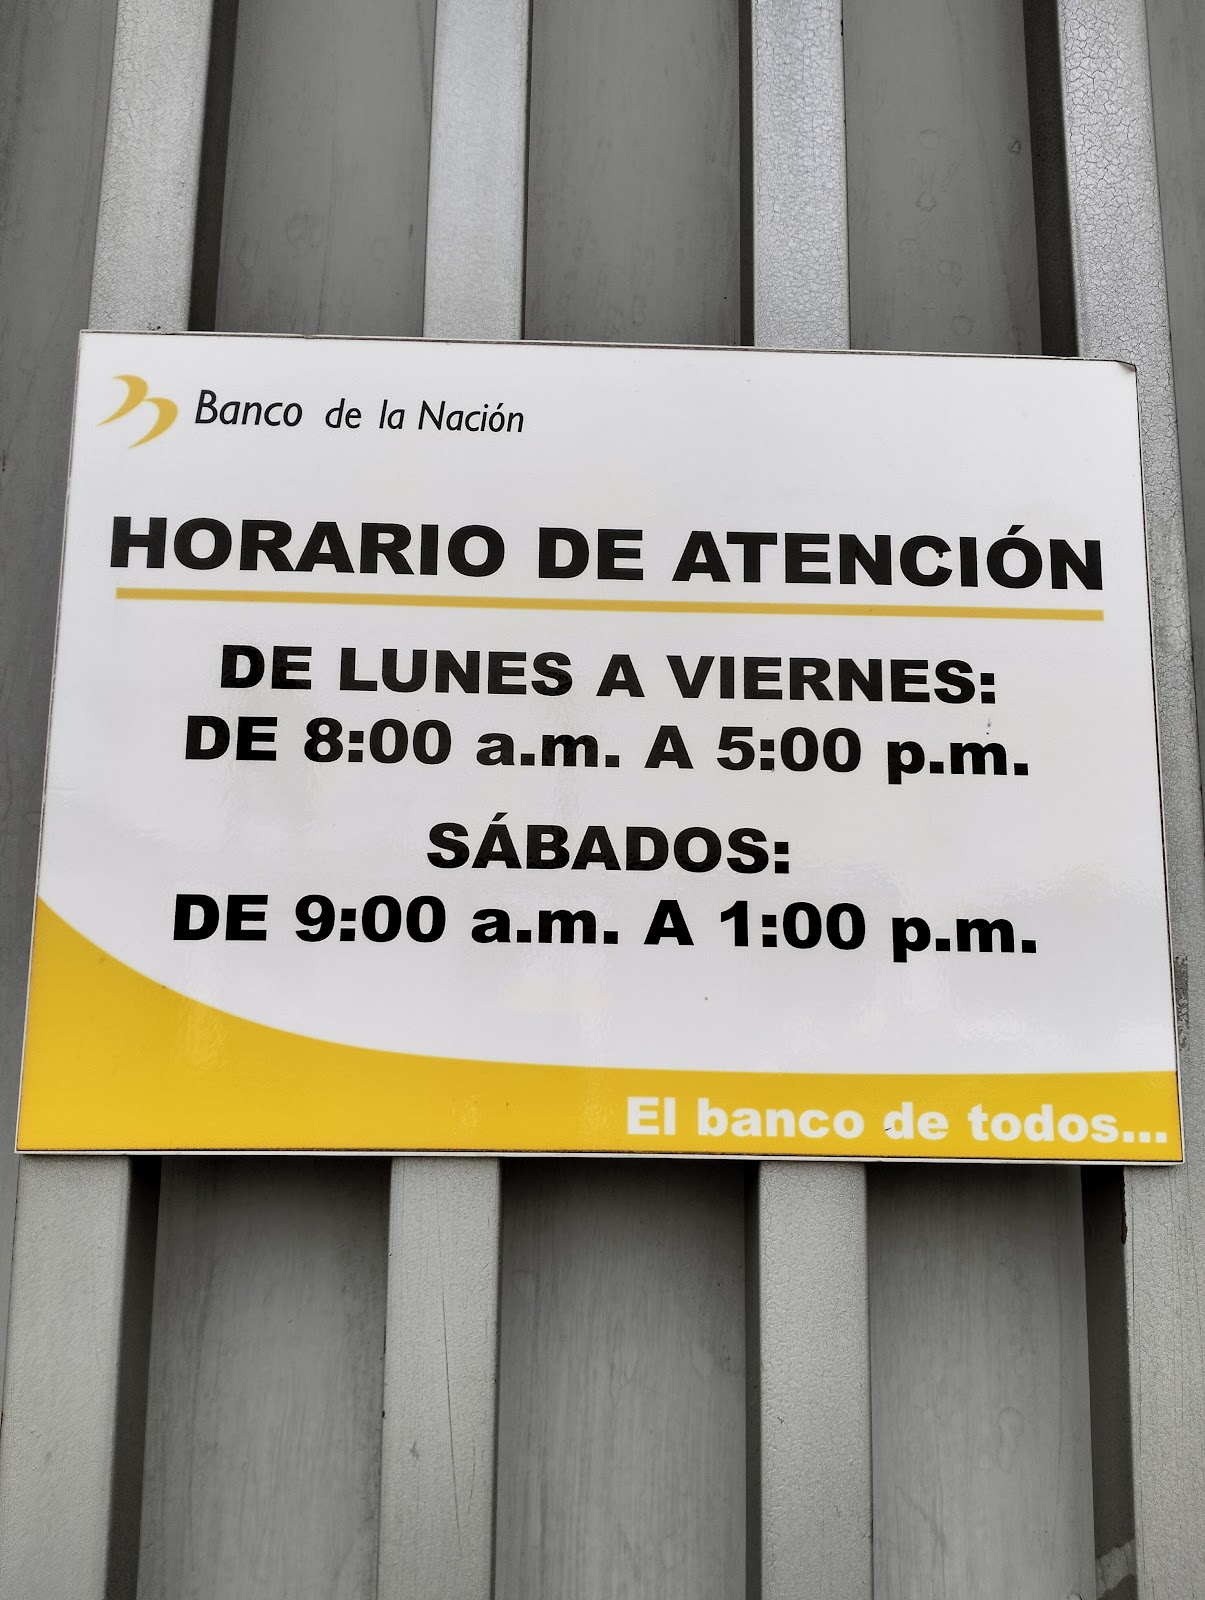 Banco de la Nación
HORARIO DE ATENCIÓN
DE LUNES A VIERNES:
DE 8:00 a.m. A 5:00 p.m.
SÁBADOS:
DE 9:00 a.m. A 1:00 p.m.
El banco de todos...